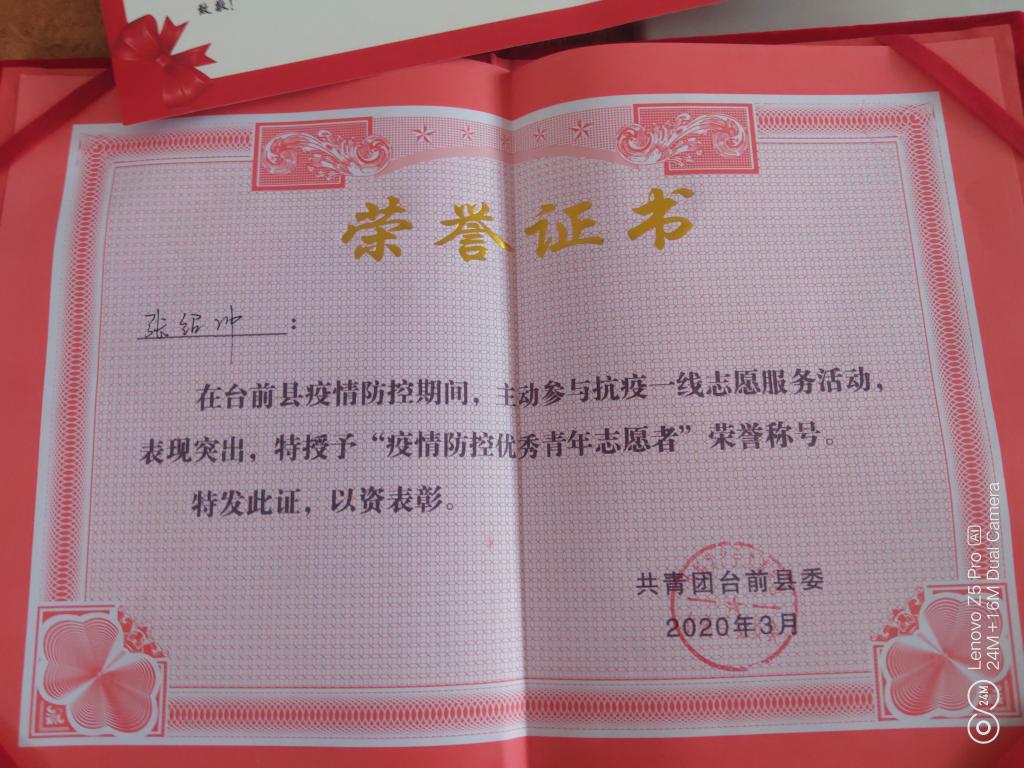 致敬!
荣誉证书
张绍冲:
在台前县疫情防控期间，主动参与抗疫一线志愿服务活动，
表现突出，特授予“疫情防控优秀青年志愿者”荣誉称号。
特发此证，以资表彰。
共青团台前县委
2020年3月
Lenovo Z5 Pro AI
24M+16M Dual Camera
24M